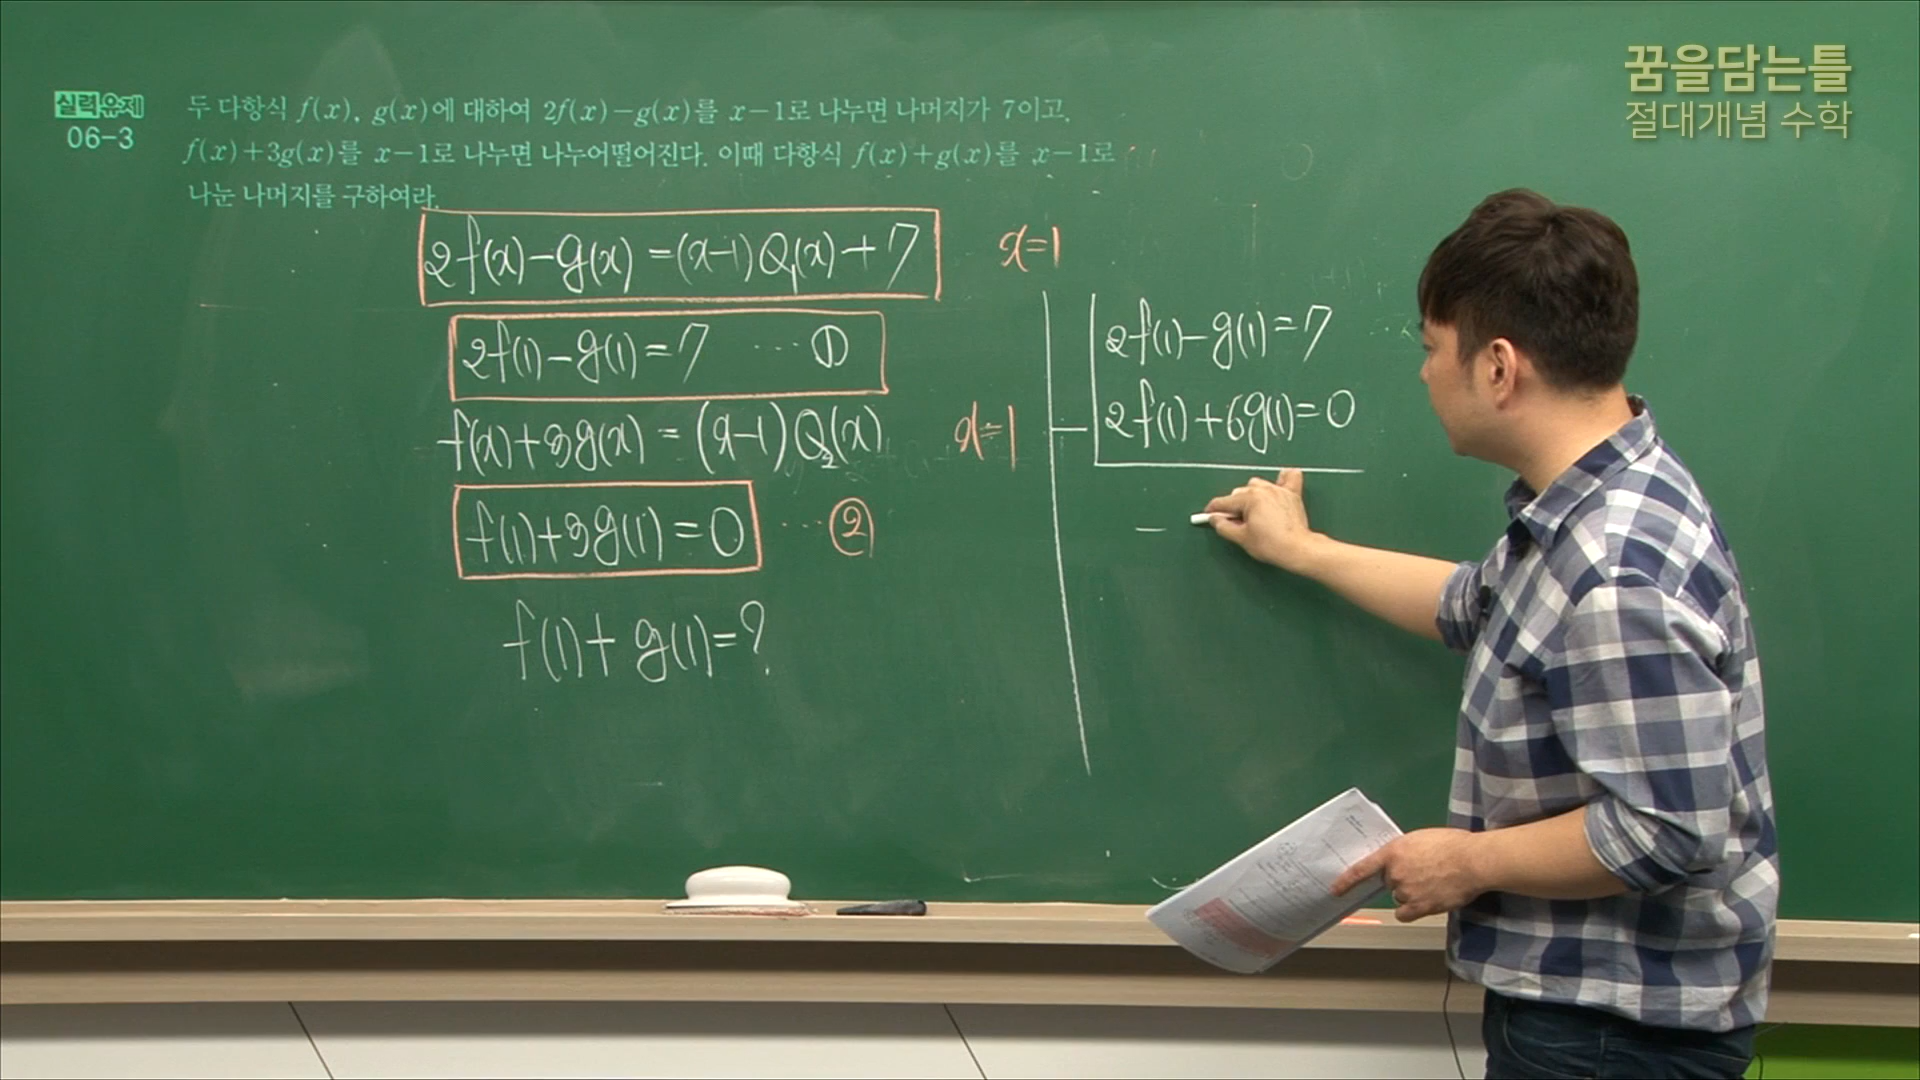 꿈을담는틀
절대개념 수학
실력유제
06-3
두 다항식 f(x), g(x)에 대하여 2f(x)-g(x)를 x-1로 나누면 나머지가 7이고,
f(x)+3g(x)를 x-1로 나누면 나누어떨어진다. 이때 다항식 f(x)+g(x)를 x-1로
나눈 나머지를 구하여라.
2f(x)-g(x)=(x-1)Q₁(x)+7 x=1
2f(1)-g(1)=7 ··· ①
f(x)+3g(x)=(x-1)Q₂(x) x=1
f(1)+3g(1)=0 ··· ②
f(1)+g(1)=?
2f(1)-g(1)=7
- 2f(1)+6g(1)=0
-